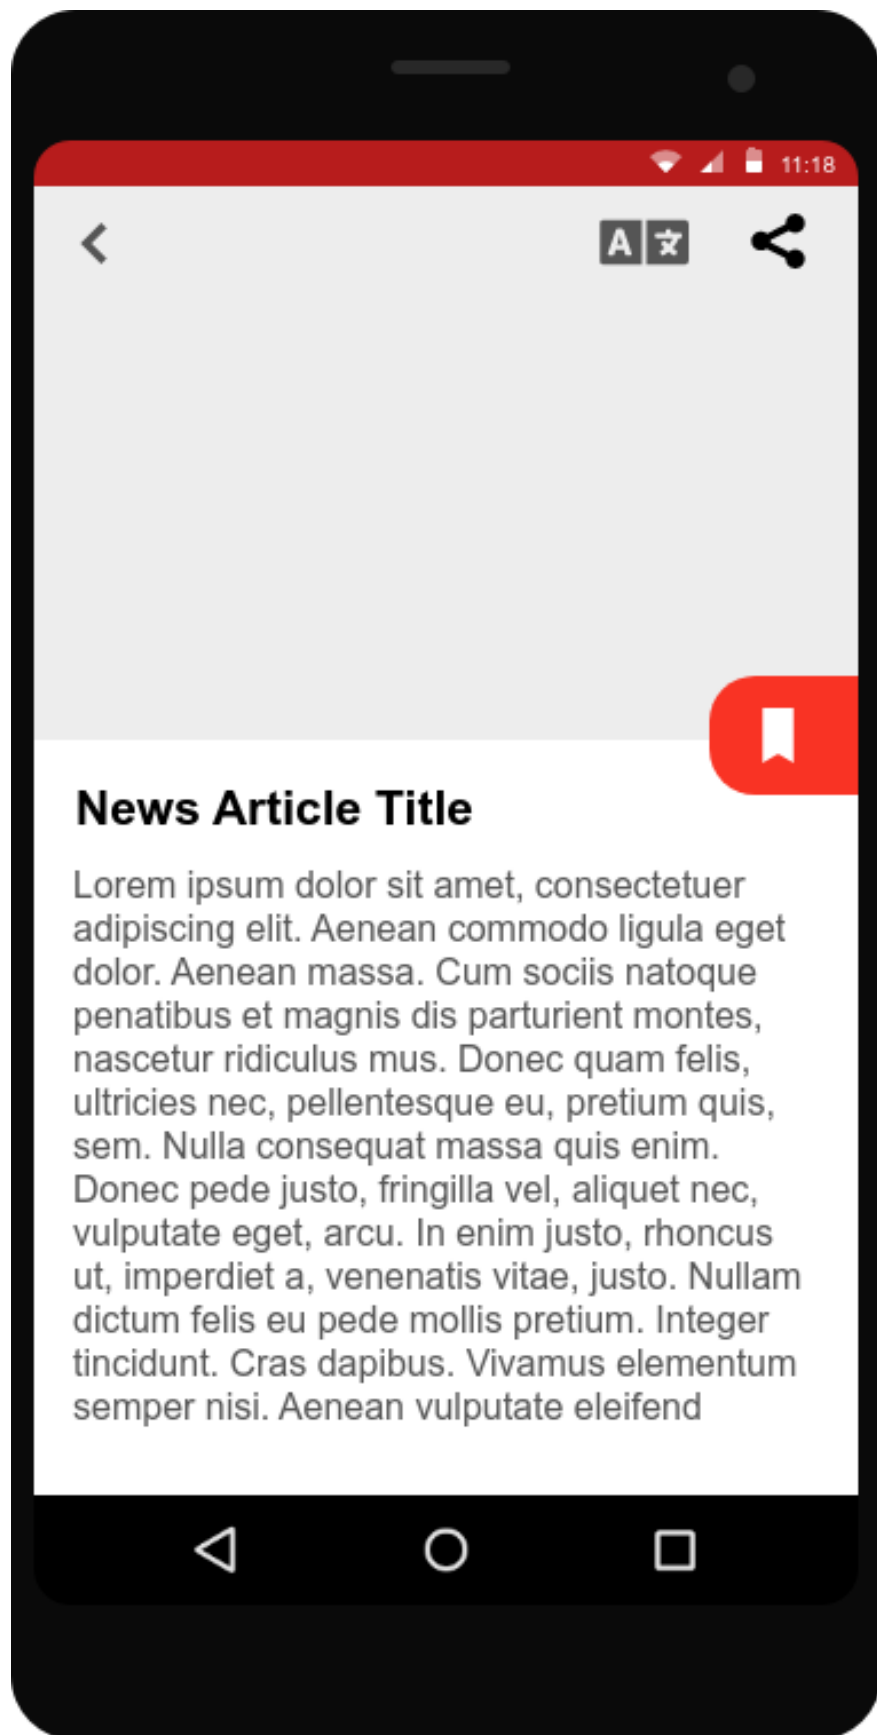 11:18
A 文
News Article Title
Lorem ipsum dolor sit amet, consectetuer
adipiscing elit. Aenean commodo ligula eget
dolor. Aenean massa. Cum sociis natoque
penatibus et magnis dis parturient montes,
nascetur ridiculus mus. Donec quam felis,
ultricies nec, pellentesque eu, pretium quis,
sem. Nulla consequat massa quis enim.
Donec pede justo, fringilla vel, aliquet nec,
vulputate eget, arcu. In enim justo, rhoncus
ut, imperdiet a, venenatis vitae, justo. Nullam
dictum felis eu pede mollis pretium. Integer
tincidunt. Cras dapibus. Vivamus elementum
semper nisi. Aenean vulputate eleifend